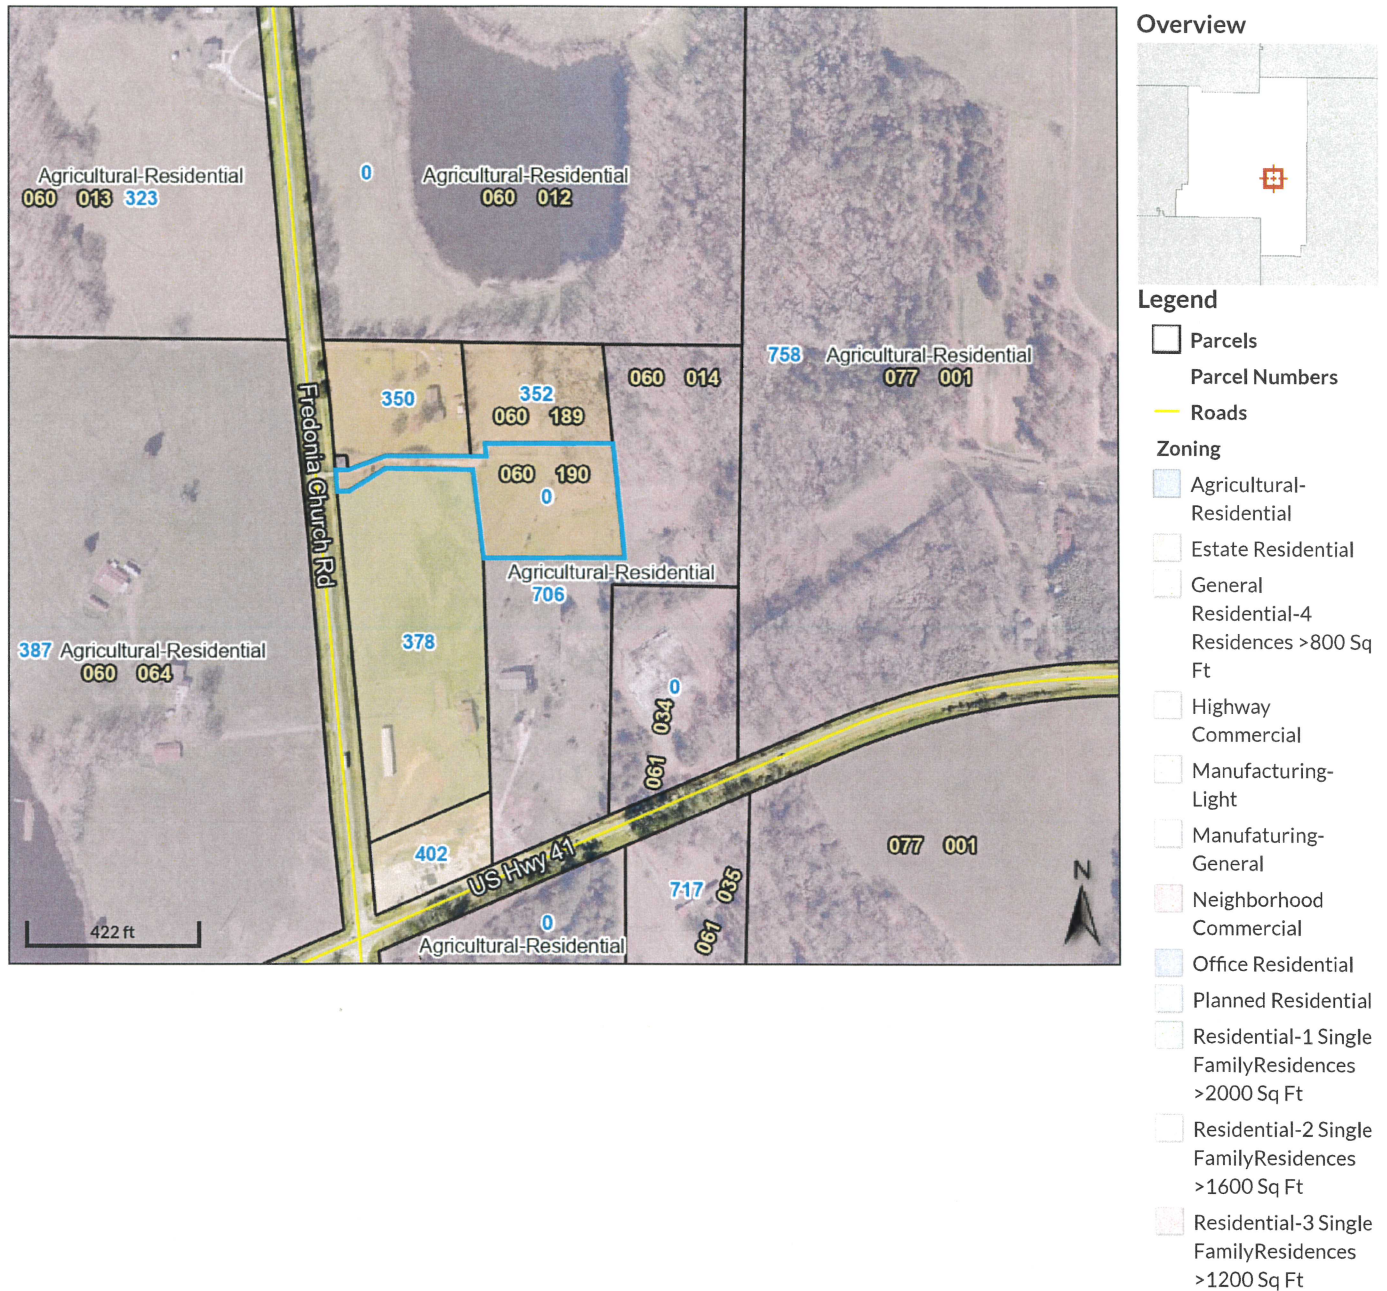 Agricultural-Residential
060 013 323
0
Agricultural-Residential
060 012
758 Agricultural-Residential
077 001
060 014
350
352
060 189
060 190
0
Fredonia Church Rd
Agricultural-Residential
706
378
387 Agricultural-Residential
060 064
0
061 034
402
US Hwy 41
077 001
717
061 035
0
Agricultural-Residential
422 ft
N
Overview
Legend
Parcels
Parcel Numbers
Roads
Zoning
Agricultural-
Residential
Estate Residential
General
Residential-4
Residences >800 Sq
Ft
Highway
Commercial
Manufacturing-
Light
Manufaturing-
General
Neighborhood
Commercial
Office Residential
Planned Residential
Residential-1 Single
FamilyResidences
>2000 Sq Ft
Residential-2 Single
FamilyResidences
>1600 Sq Ft
Residential-3 Single
FamilyResidences
>1200 Sq Ft